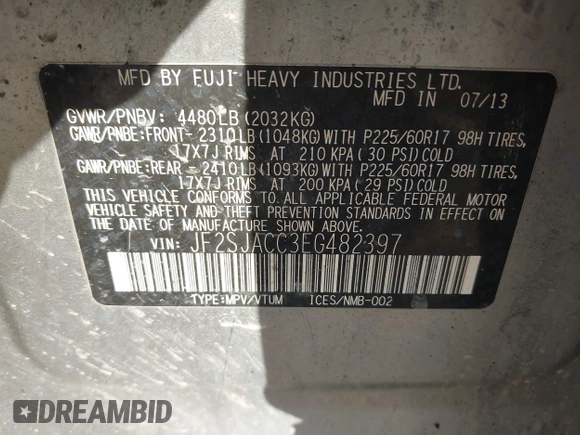 MFD BY FUJI HEAVY INDUSTRIES LTD.
MFD IN 07/13
GVWR/PNBV: 4480LB(2032KG)
GAWR/PNBE:FRONT- 2310LB(1048KG)WITH P225/60R17 98H TIRES,
17X7J RIMS AT 210 KPA(30 PSI)COLD
GAWR/PNBE:REAR -2410LB(1093KG)WITH P225/60R17 98H TIRES,
17X7J RIMS AT 200 KPA(29 PSI)COLD
THIS VEHICLE CONFORMS TO ALL APPLICABLE FEDERAL MOTOR
VEHICLE SAFETY AND THEFT PREVENTION STANDARDS IN EFFECT ON
THE DATE OF MANUFACTURE SHOWN ABOVE.
VIN: JF2SJACC3EG482397
TYPE:MPV/VTUM ICES/NMB-002
DREAMBID